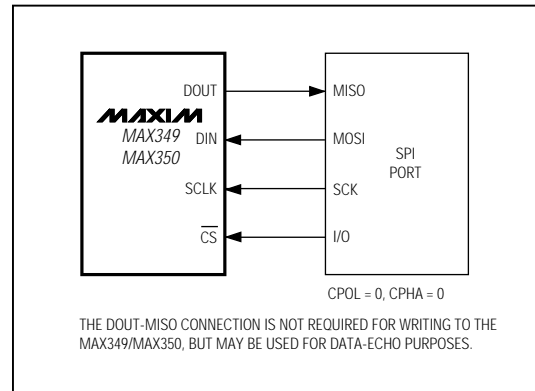 DOUT
MISO
MAXIM
MAX349
MAX350
DIN
MOSI
SPI
PORT
SCLK
SCK
CS
I/O
CPOL = 0, CPHA = 0
THE DOUT-MISO CONNECTION IS NOT REQUIRED FOR WRITING TO THE
MAX349/MAX350, BUT MAY BE USED FOR DATA-ECHO PURPOSES.